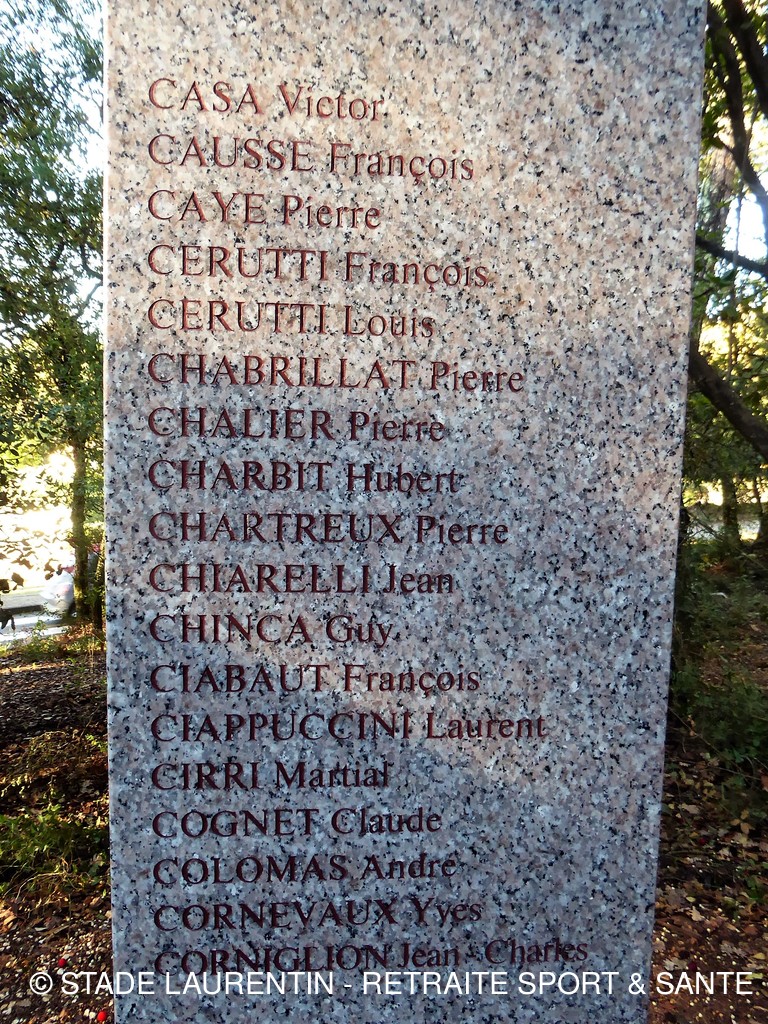 CASA Victor
CAUSSE François
CAYE Pierre
CERUTTI François
CERUTTI Louis
CHABRILLAT Pierre
CHALIER Pierre
CHARBIT Hubert
CHARTREUX Pierre
CHIARELLI Jean
CHINCA Guy
CIABAUT François
CIAPPUCCINI Laurent
CIRRI Martial
COGNET Claude
COLOMAS André
CORNEVAUX Yves
CORNIGLION Jean-Charles
© STADE LAURENTIN - RETRAITE SPORT & SANTE